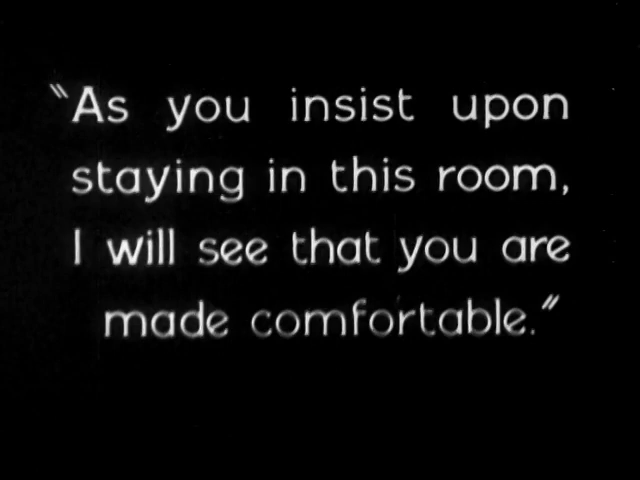 "As you insist upon
staying in this room,
I will see that you are
made comfortable."